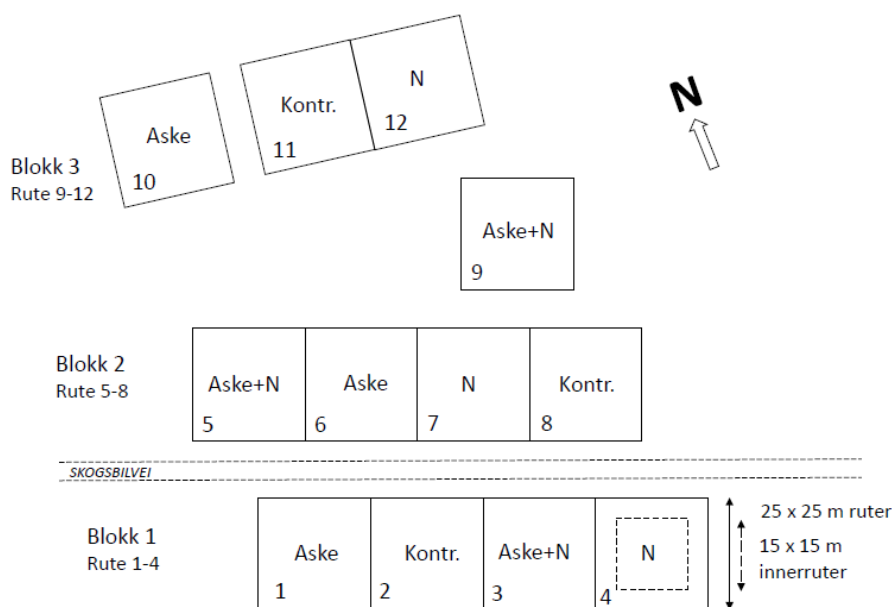 N
Blokk 3
Rute 9-12
Aske
10
Kontr.
11
N
12
Aske+N
9
Blokk 2
Rute 5-8
Aske+N
5
Aske
6
N
7
Kontr.
8
SKOGSBILVEI
Blokk 1
Rute 1-4
Aske
1
Kontr.
2
Aske+N
3
N
4
25 x 25 m ruter
15 x 15 m
innerruter